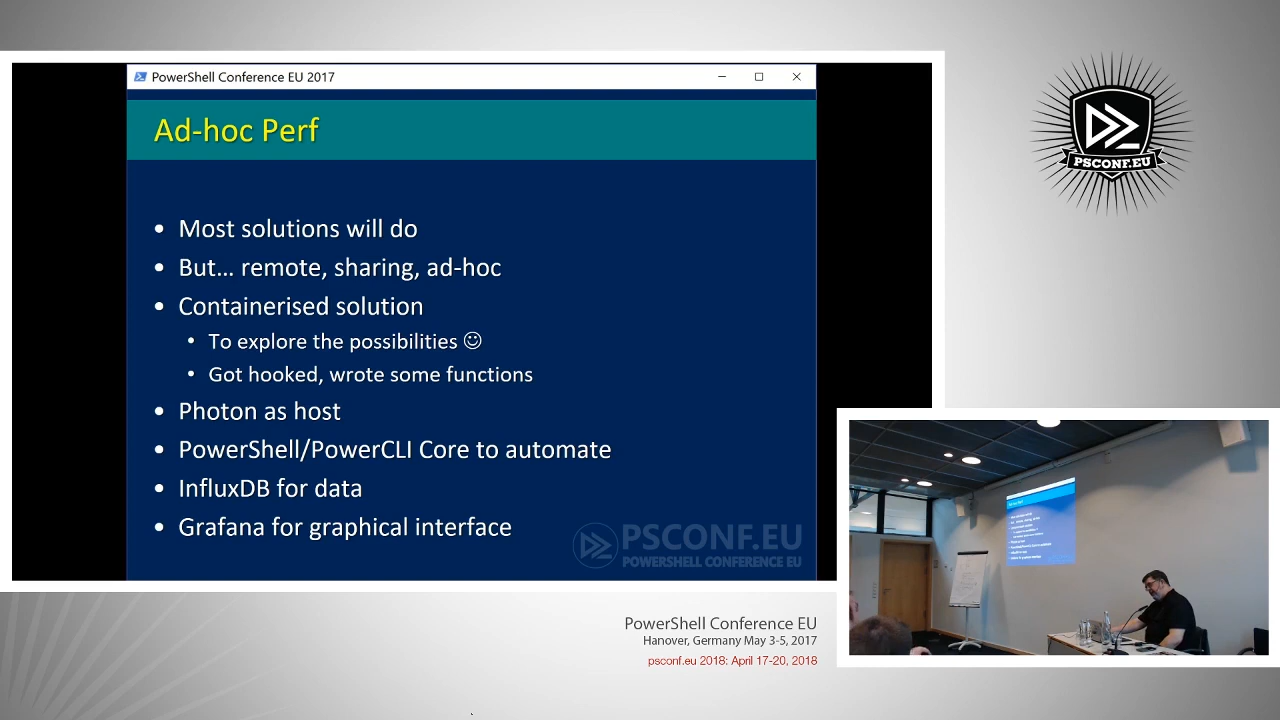 PowerShell Conference EU 2017
PSCONF.EU
Ad-hoc Perf
• Most solutions will do
• But... remote, sharing, ad-hoc
• Containerised solution
• To explore the possibilities ☺
• Got hooked, wrote some functions
• Photon as host
• PowerShell/PowerCLI Core to automate
• InfluxDB for data
• Grafana for graphical interface
PSCONF.EU
POWERSHELL CONFERENCE EU
PowerShell Conference EU
Hanover, Germany May 3-5, 2017
psconf.eu 2018: April 17-20, 2018